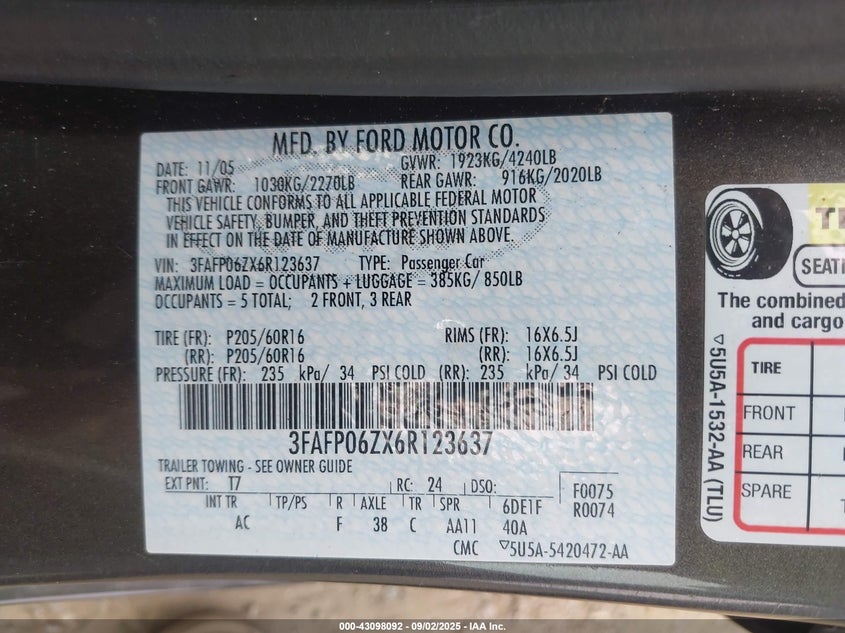 MFD. BY FORD MOTOR CO.
DATE: 11/05 GVWR: 1923KG/4240LB
FRONT GAWR: 1030KG/2270LB REAR GAWR: 916KG/2020LB
THIS VEHICLE CONFORMS TO ALL APPLICABLE FEDERAL MOTOR
VEHICLE SAFETY, BUMPER, AND THEFT PREVENTION STANDARDS
IN EFFECT ON THE DATE OF MANUFACTURE SHOWN ABOVE.
VIN: 3FAFP06ZX6R123637 TYPE: Passenger Car
MAXIMUM LOAD = OCCUPANTS + LUGGAGE = 385KG/ 850LB
OCCUPANTS = 5 TOTAL; 2 FRONT, 3 REAR
TIRE (FR): P205/60R16 RIMS (FR): 16X6.5J
(RR): P205/60R16 (RR): 16X6.5J
PRESSURE (FR): 235 kPa/ 34 PSI COLD (RR): 235 kPa/ 34 PSI COLD
3FAFP06ZX6R123637
TRAILER TOWING - SEE OWNER GUIDE
EXT PNT: T7 RC: 24 DSO: F0075
INT TR TP/PS R AXLE TR SPR 6DE1F R0074
AC F 38 C AA11 40A
CMC ▽5U5A-5420472-AA
SEATI
The combined
and cargo
TIRE
FRONT
REAR
SPARE
▽5U5A-1532-AA (TLU)
000-43098092 - 09/02/2025 - IAA Inc.